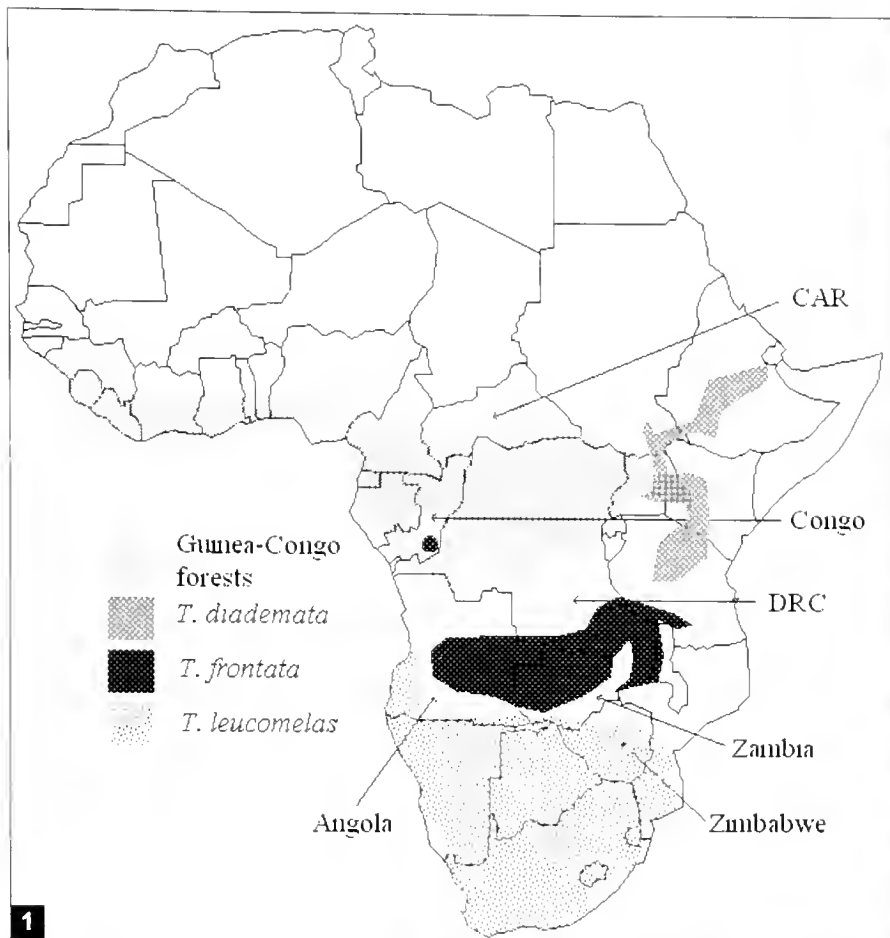 CAR
Congo
Guinea-Congo
forests
T. diademata
DRC
T. frontata
T. leucomelas
Zambia
Angola
Zimbabwe
1